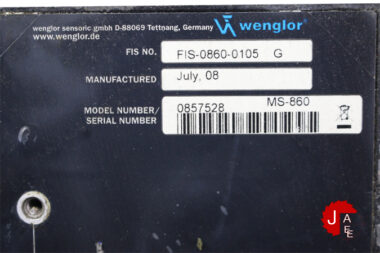 wenglor sensoric gmbh D-88069 Tettnang, Germany wenglor®
www.wenglor.de
FIS NO. FIS-0860-0105 G
MANUFACTURED July, 08
MODEL NUMBER/ SERIAL NUMBER 0857528 MS-860
J A E E